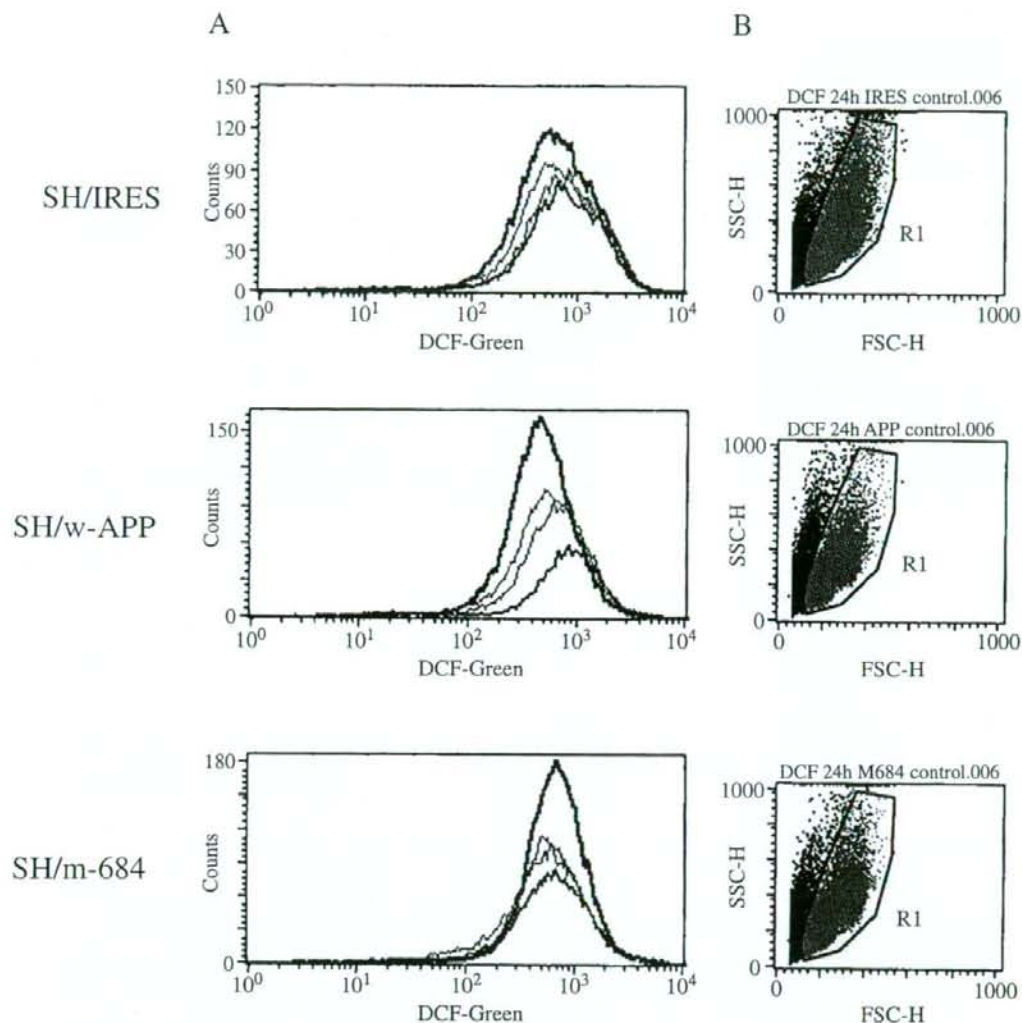 A
B
SH/IRES
150
120
90
60
30
0
Counts
10^0
10^1
10^2
10^3
10^4
DCF-Green
DCF 24h IRES control.006
1000
0
SSC-H
R1
0
1000
FSC-H
SH/w-APP
150
0
Counts
10^0
10^1
10^2
10^3
10^4
DCF-Green
DCF 24h APP control.006
1000
0
SSC-H
R1
0
1000
FSC-H
SH/m-684
180
0
Counts
10^0
10^1
10^2
10^3
10^4
DCF-Green
DCF 24h M684 control.006
1000
0
SSC-H
R1
0
1000
FSC-H